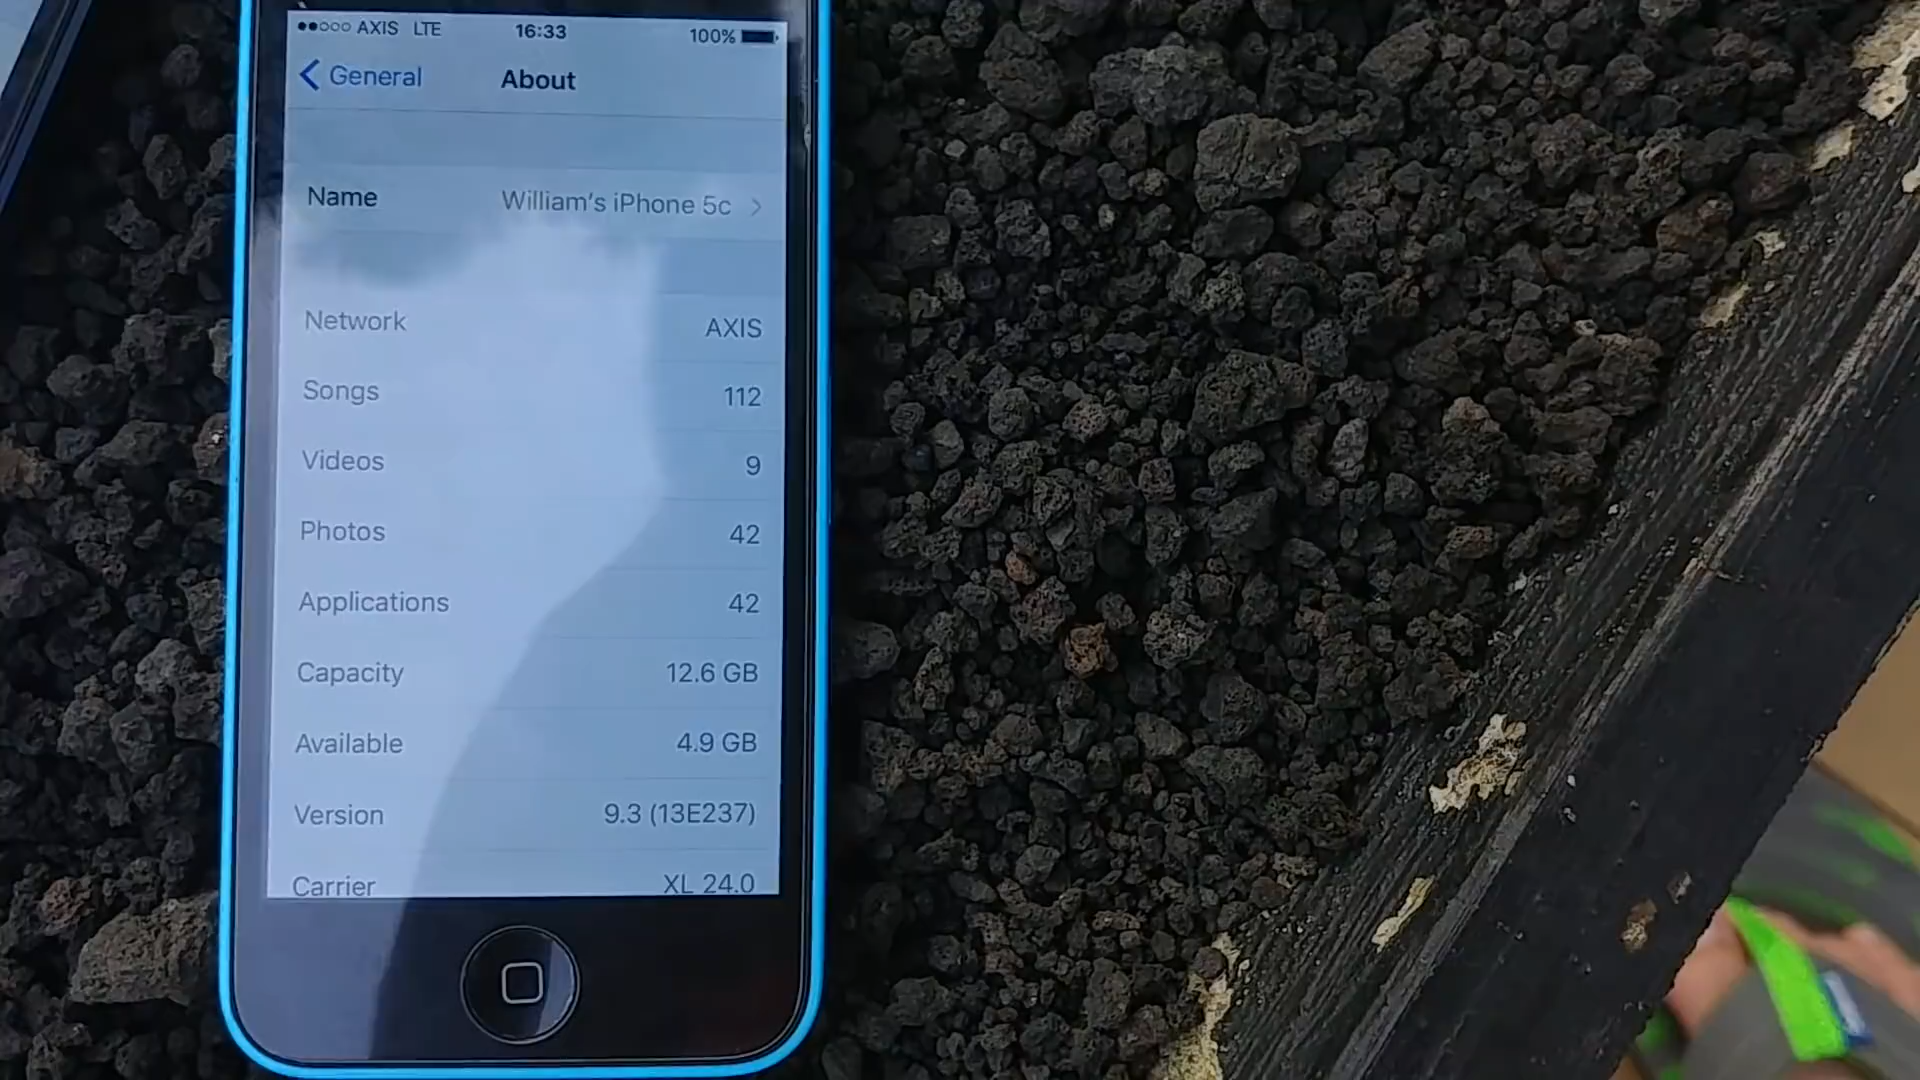 AXIS LTE 16:33 100%
General About
Name William's iPhone 5c
Network AXIS
Songs 112
Videos 9
Photos 42
Applications 42
Capacity 12.6 GB
Available 4.9 GB
Version 9.3 (13E237)
Carrier XL 24.0